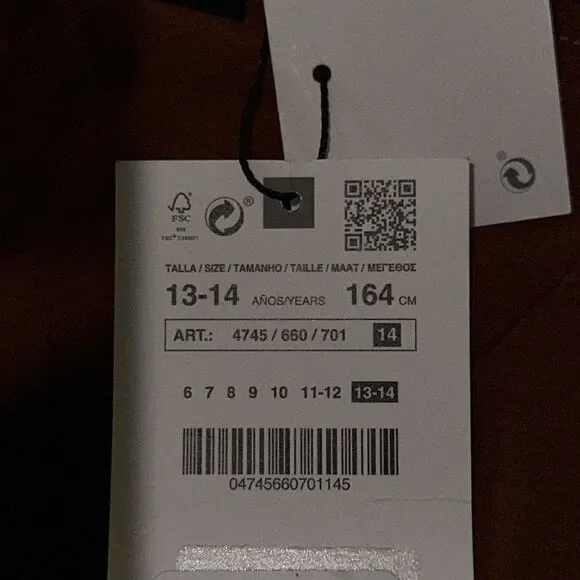 ®
®
FSC
MIX
TALLA / SIZE / TAMANHO / TAILLE / MAAT / ΜΕΓΕΘΟΣ
13-14 AÑOS/YEARS 164 CM
ART.: 4745 / 660 / 701 14
6 7 8 9 10 11-12 13-14
04745660701145